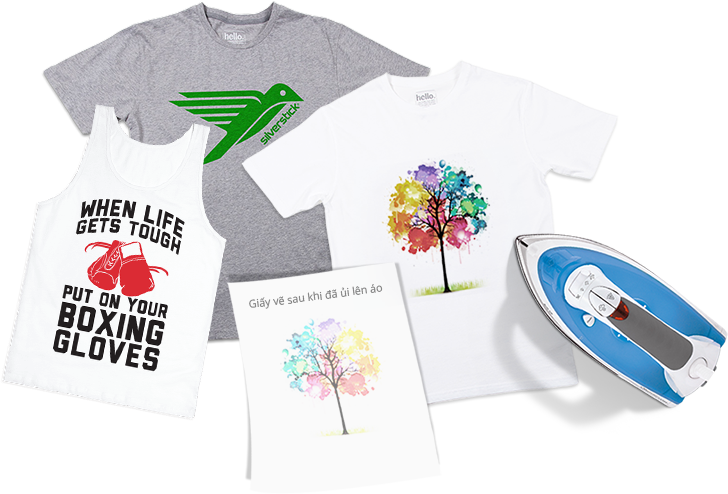 hello
silverstick
hello
WHEN LIFE
GETS TOUGH
PUT ON YOUR
BOXING
GLOVES
Giấy vẽ sau khi đã ủi lên áo